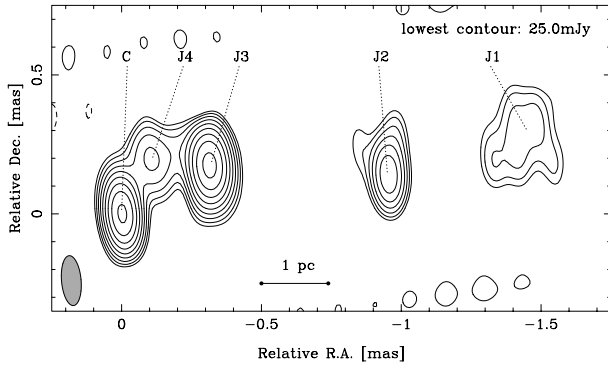 lowest contour: 25.0mJy
C J4 J3 J2 J1
0.5
0
Relative Dec. [mas]
1 pc
0 −0.5 −1 −1.5
Relative R.A. [mas]